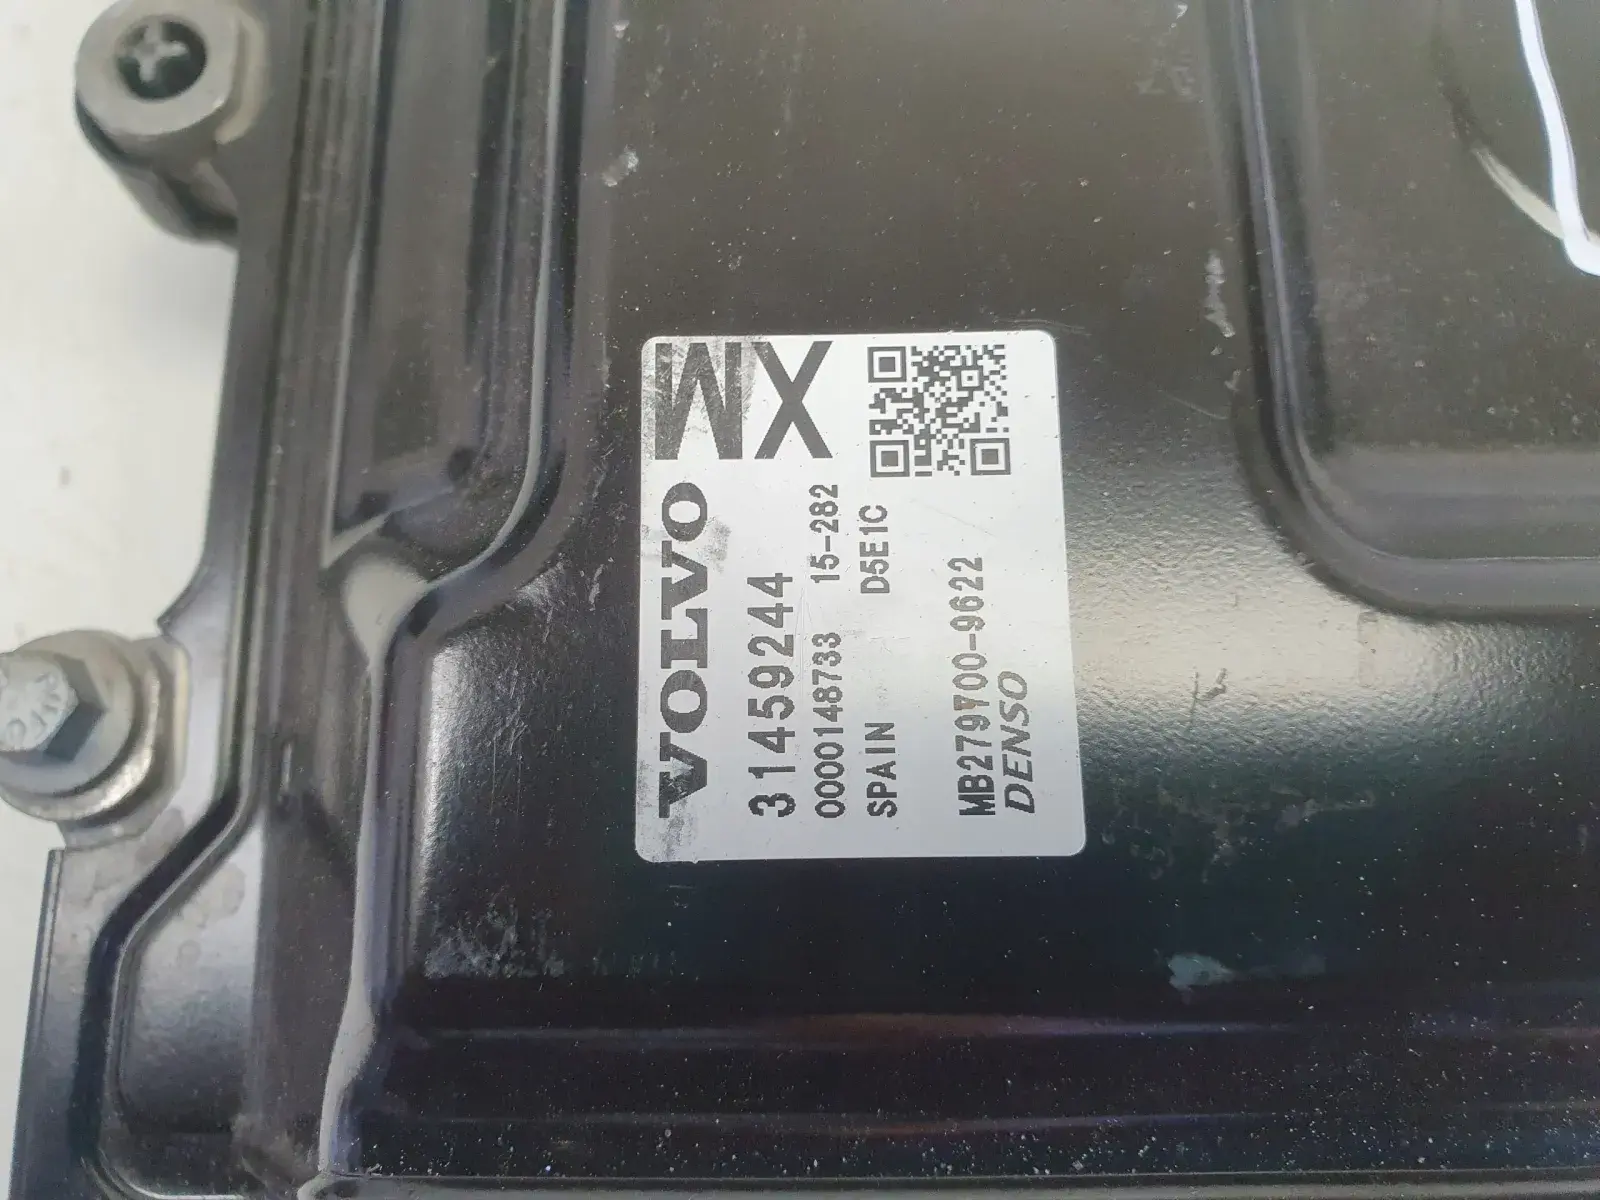 WX
VOLVO
31459244
0000148733 15-282
SPAIN D5E1C
MB279700-9622
DENSO